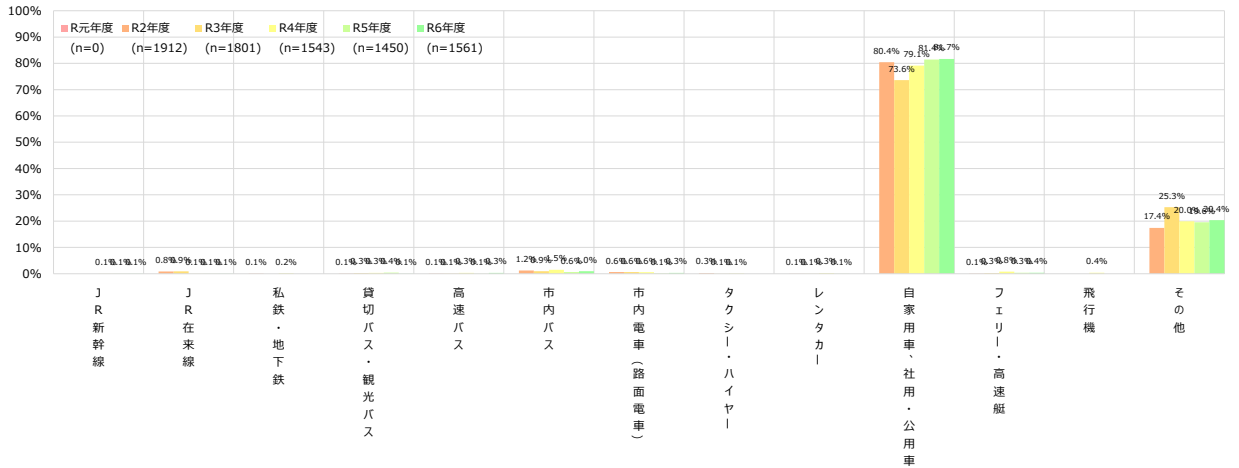 100%
90%
80%
70%
60%
50%
40%
30%
20%
10%
0%
R元年度 R2年度 R3年度 R4年度 R5年度 R6年度
(n=0) (n=1912) (n=1801) (n=1543) (n=1450) (n=1561)
0.1% 0.1% 0.1%
0.8% 0.9% 0.1% 0.1% 0.1%
0.1% 0.2%
0.1% 0.3% 0.3% 0.4% 0.1%
0.1% 0.1% 0.3% 0.1% 0.3%
1.2% 0.9% 1.5% 0.6% 1.0%
0.6% 0.6% 0.6% 0.1% 0.3%
0.3% 0.1% 0.1%
0.1% 0.1% 0.3% 0.1%
80.4% 73.6% 79.1% 81.4% 81.7%
0.1% 0.3% 0.8% 0.3% 0.4%
0.4%
17.4% 25.3% 20.0% 19.6% 20.4%
JR新幹線
JR在来線
私鉄・地下鉄
貸切バス・観光バス
高速バス
市内バス
市内電車(路面電車)
タクシー・ハイヤー
レンタカー
自家用車、社用・公用車
フェリー・高速艇
飛行機
その他